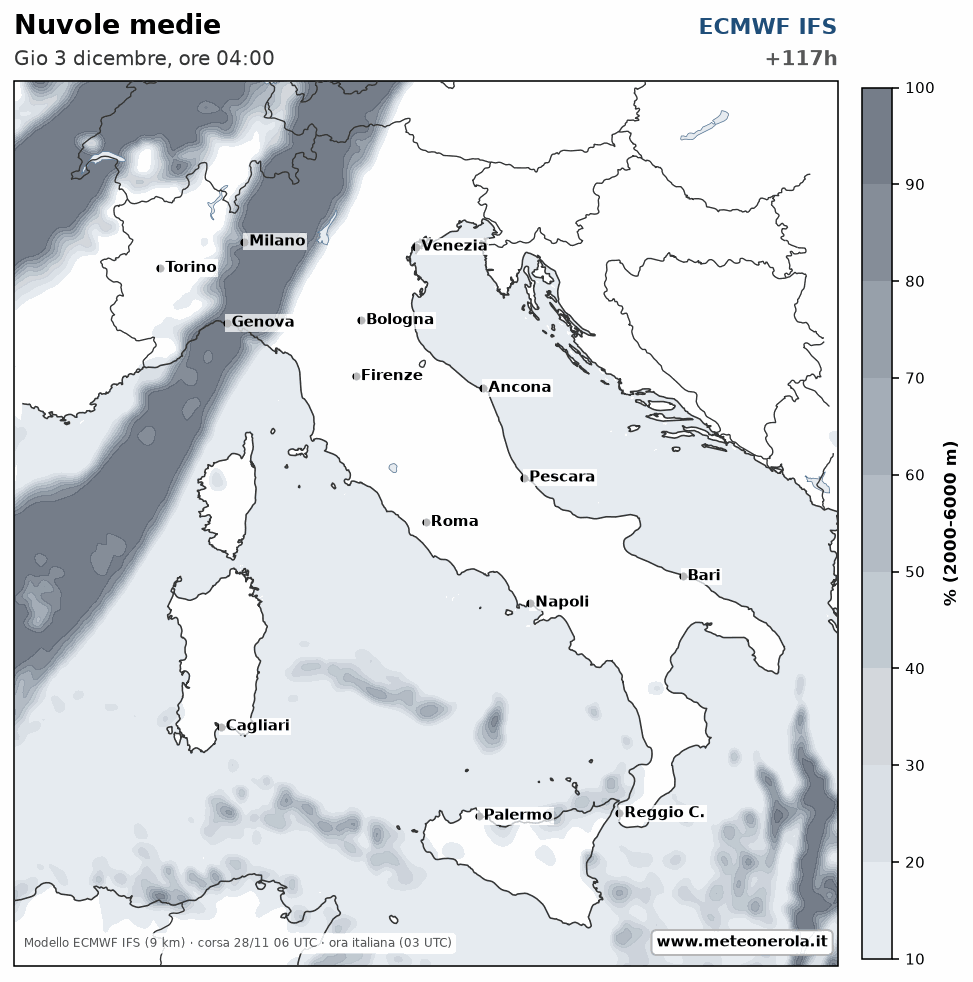 Nuvole medie
ECMWF IFS
Gio 3 dicembre, ore 04:00
+117h
100
90
80
70
60
50
40
30
20
10
% (2000-6000 m)
Milano
Venezia
Torino
Genova
Bologna
Firenze
Ancona
Pescara
Roma
Bari
Napoli
Cagliari
Palermo
Reggio C.
Modello ECMWF IFS (9 km) · corsa 28/11 06 UTC · ora italiana (03 UTC)
www.meteonerola.it